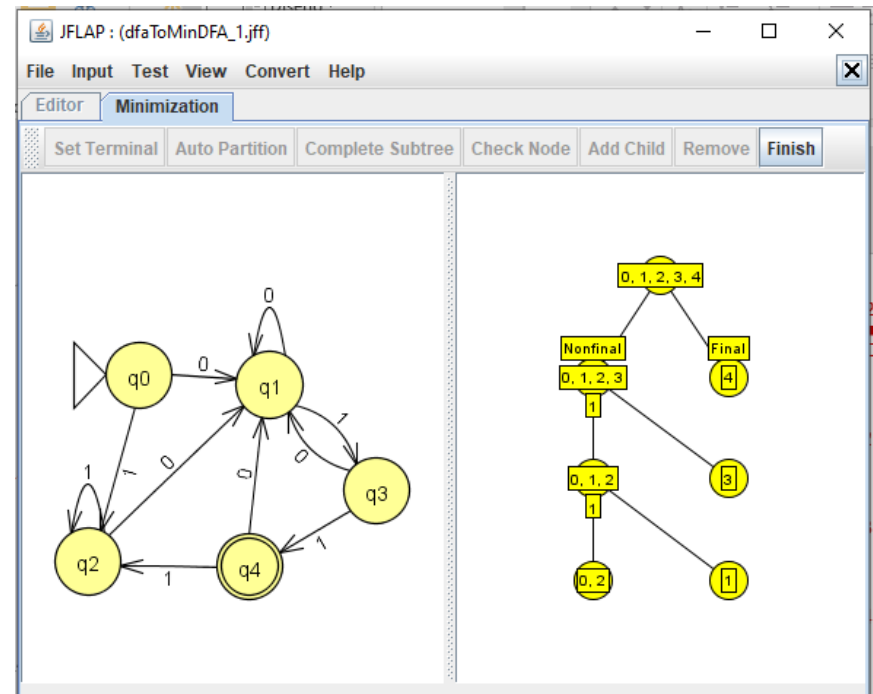 JFLAP : (dfaToMinDFA_1.jff)
File Input Test View Convert Help
Editor Minimization
Set Terminal Auto Partition Complete Subtree Check Node Add Child Remove Finish
0
q0
0
q1
1
0
1
0
0
q3
1
q2
1
q4
1
0, 1, 2, 3, 4
Nonfinal
Final
0, 1, 2, 3
4
1
0, 1, 2
3
1
0, 2
1